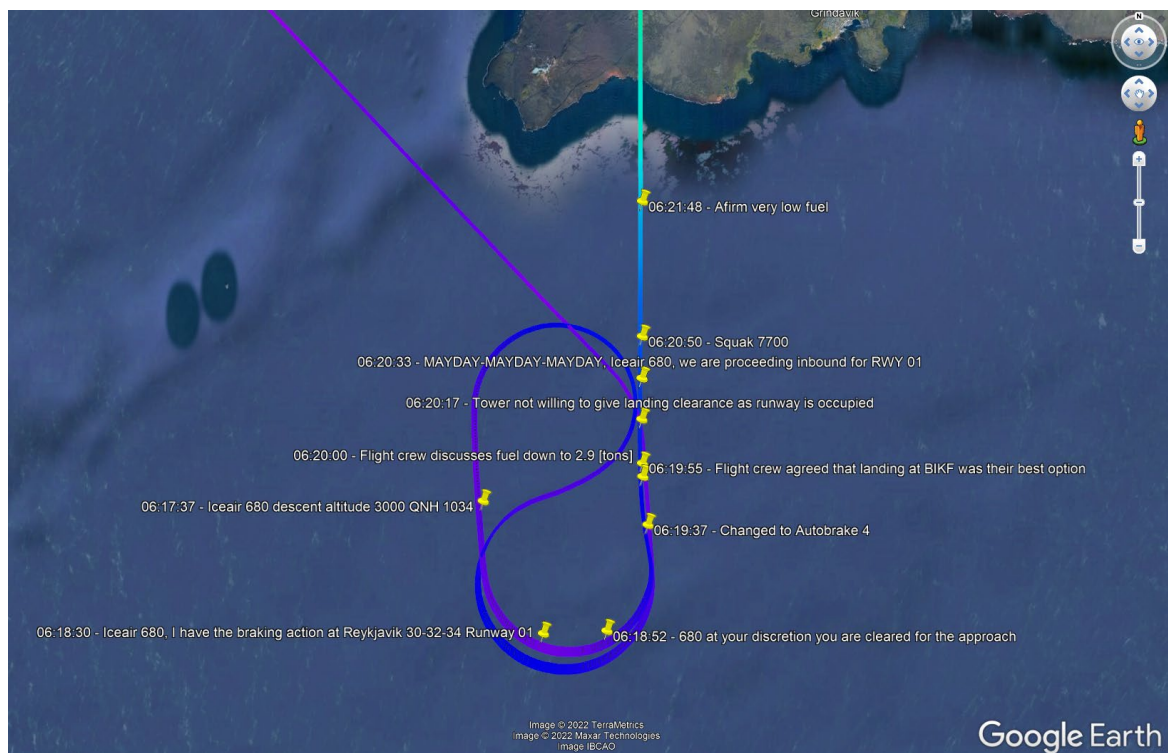 Grindavik
N
06:21:48 - Afirm very low fuel
06:20:50 - Squak 7700
06:20:33 - MAYDAY-MAYDAY-MAYDAY, Iceair 680, we are proceeding inbound for RWY 01
06:20:17 - Tower not willing to give landing clearance as runway is occupied
06:20:00 - Flight crew discusses fuel down to 2.9 [tons]
06:19:55 - Flight crew agreed that landing at BIKF was their best option
06:17:37 - Iceair 680 descent altitude 3000 QNH 1034
06:19:37 - Changed to Autobrake 4
06:18:30 - Iceair 680, I have the braking action at Reykjavik 30-32-34 Runway 01
06:18:52 - 680 at your discretion you are cleared for the approach
Image © 2022 TerraMetrics
Image © 2022 Maxar Technologies
Image IBCAO
Google Earth